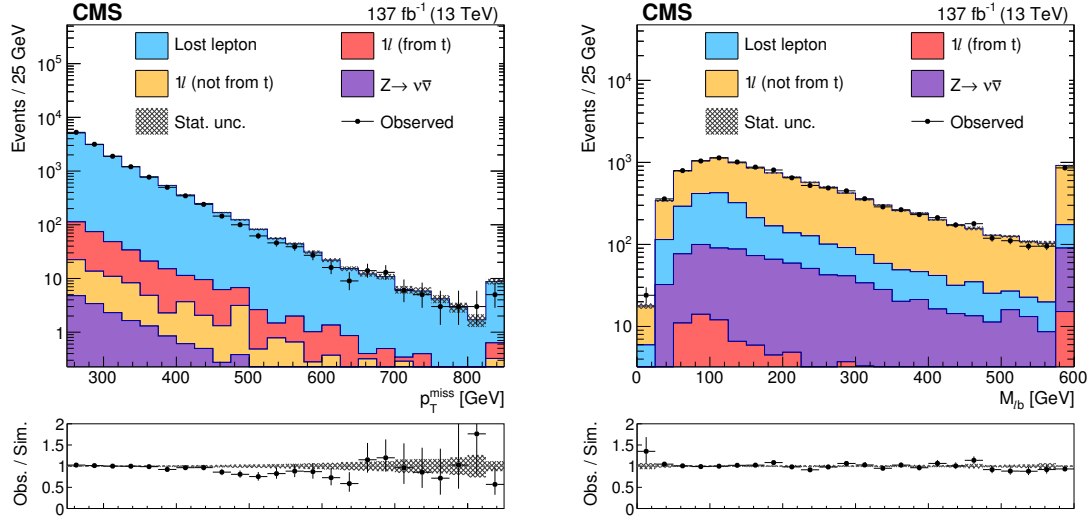 CMS 137 fb⁻¹ (13 TeV)
Events / 25 GeV
10⁵
10⁴
10³
10²
10
1
Lost lepton
1l (from t)
1l (not from t)
Z→ νν̅
Stat. unc.
Observed
300 400 500 600 700 800
p_T^miss [GeV]
Obs. / Sim.
2
1.5
1
0.5
0
CMS 137 fb⁻¹ (13 TeV)
Events / 25 GeV
10⁴
10³
10²
10
Lost lepton
1l (from t)
1l (not from t)
Z→ νν̅
Stat. unc.
Observed
0 100 200 300 400 500 600
M_lb [GeV]
Obs. / Sim.
2
1.5
1
0.5
0